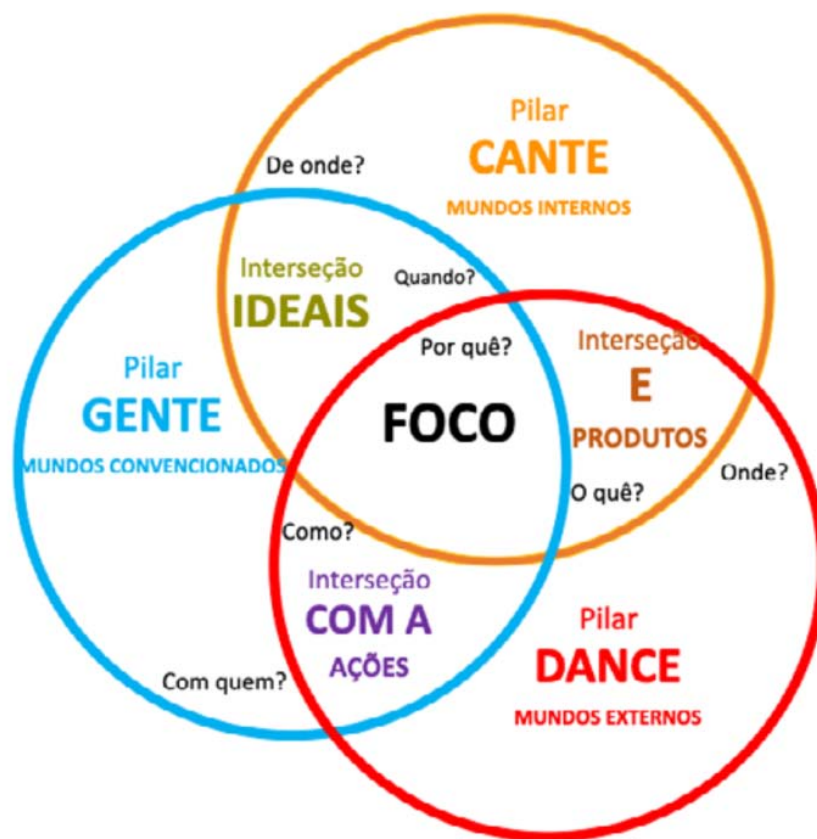 Pilar
CANTE
MUNDOS INTERNOS
De onde?
Interseção
IDEAIS
Quando?
Por quê?
Interseção
E
PRODUTOS
Pilar
GENTE
MUNDOS CONVENCIONADOS
FOCO
Onde?
O quê?
Como?
Interseção
COM A
AÇÕES
Com quem?
Pilar
DANCE
MUNDOS EXTERNOS